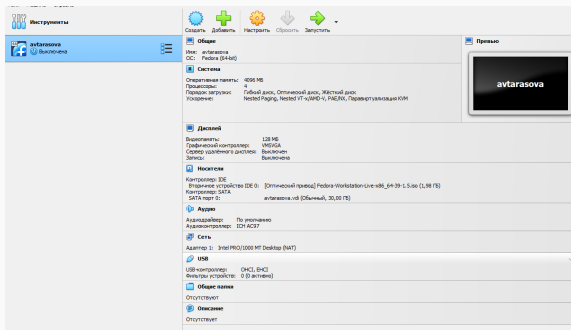 Инструменты
avtarasova
Выключена
Создать Добавить Настроить Сбросить Запустить
Общие
Имя: avtarasova
ОС: Fedora (64-bit)
Система
Оперативная память: 4096 МБ
Процессоры: 4
Порядок загрузки: Гибкий диск, Оптический диск, Жёсткий диск
Ускорение: Nested Paging, Nested VT-x/AMD-V, PAE/NX, Паравиртуализация KVM
Превью
avtarasova
Дисплей
Видеопамять: 128 МБ
Графический контроллер: VMSVGA
Сервер удалённого дисплея: Выключен
Запись: Выключена
Носители
Контроллер: IDE
Вторичное устройство IDE 0: [Оптический привод] Fedora-Workstation-Live-x86_64-39-1.5.iso (1,98 ГБ)
Контроллер: SATA
SATA порт 0: avtarasova.vdi (Обычный, 30,00 ГБ)
Аудио
Аудиодрайвер: По умолчанию
Аудиоконтроллер: ICH AC97
Сеть
Адаптер 1: Intel PRO/1000 MT Desktop (NAT)
USB
USB-контроллер: OHCI, EHCI
Фильтры устройств: 0 (0 активно)
Общие папки
Отсутствуют
Описание
Отсутствует